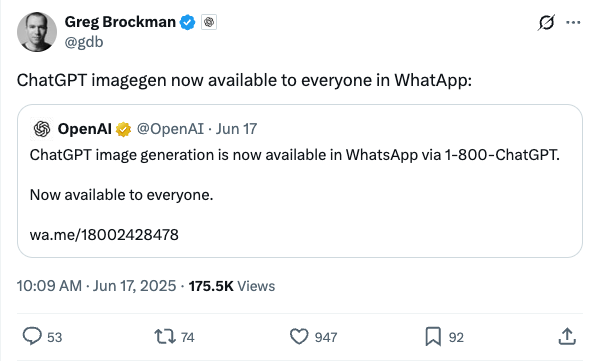 Greg Brockman
@gdb
ChatGPT imagegen now available to everyone in WhatApp:
OpenAI @OpenAI · Jun 17
ChatGPT image generation is now available in WhatsApp via 1-800-ChatGPT.
Now available to everyone.
wa.me/18002428478
10:09 AM · Jun 17, 2025 · 175.5K Views
53 74 947 92